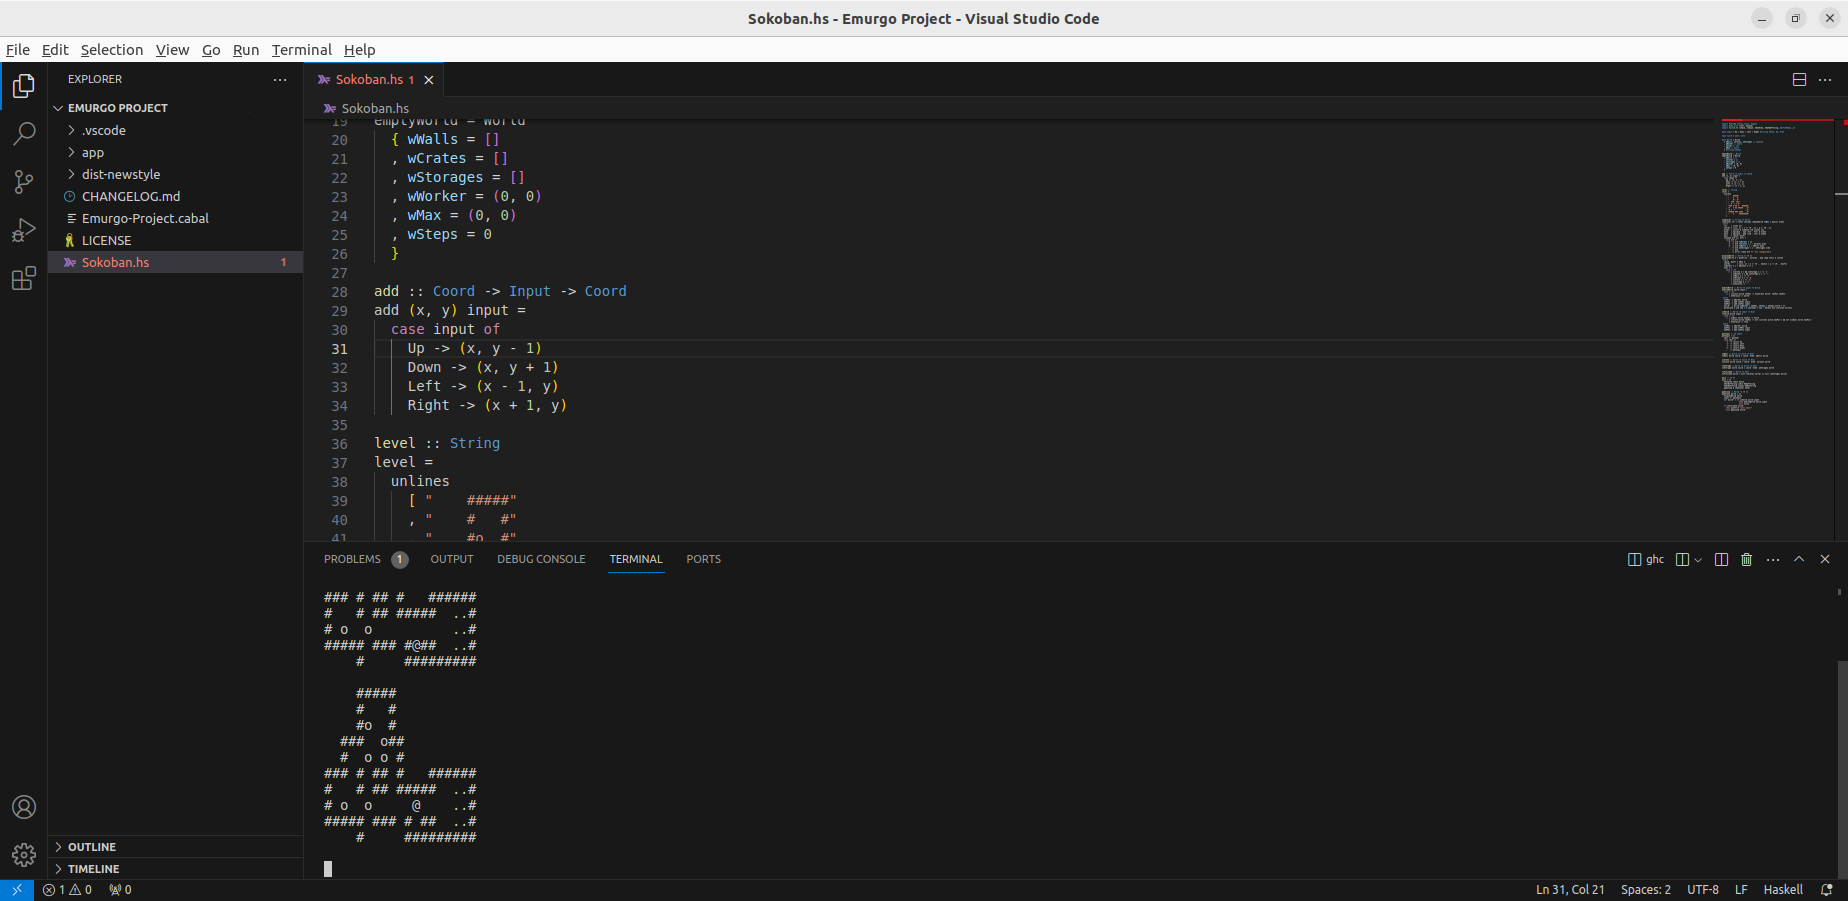 Sokoban.hs - Emurgo Project - Visual Studio Code
File Edit Selection View Go Run Terminal Help
EXPLORER
EMURGO PROJECT
.vscode
app
dist-newstyle
CHANGELOG.md
Emurgo-Project.cabal
LICENSE
Sokoban.hs 1
OUTLINE
TIMELINE
Sokoban.hs 1
Sokoban.hs
19 emptyWorld = World
20   { wWalls = []
21   , wCrates = []
22   , wStorages = []
23   , wWorker = (0, 0)
24   , wMax = (0, 0)
25   , wSteps = 0
26   }
27
28 add :: Coord -> Input -> Coord
29 add (x, y) input =
30   case input of
31     Up -> (x, y - 1)
32     Down -> (x, y + 1)
33     Left -> (x - 1, y)
34     Right -> (x + 1, y)
35
36 level :: String
37 level =
38   unlines
39     [ "    #####"
40     , "    #   #"
41     , "    #o  #"
PROBLEMS 1 OUTPUT DEBUG CONSOLE TERMINAL PORTS
ghc
### # ## #   ######
#   # ## #####  ..#
# o  o          ..#
##### ### #@##  ..#
    #     #########

    #####
    #   #
    #o  #
  ###  o##
  #  o o #
### # ## #   ######
#   # ## #####  ..#
# o  o     @    ..#
##### ### # ##  ..#
    #     #########
1 0 0
Ln 31, Col 21 Spaces: 2 UTF-8 LF Haskell